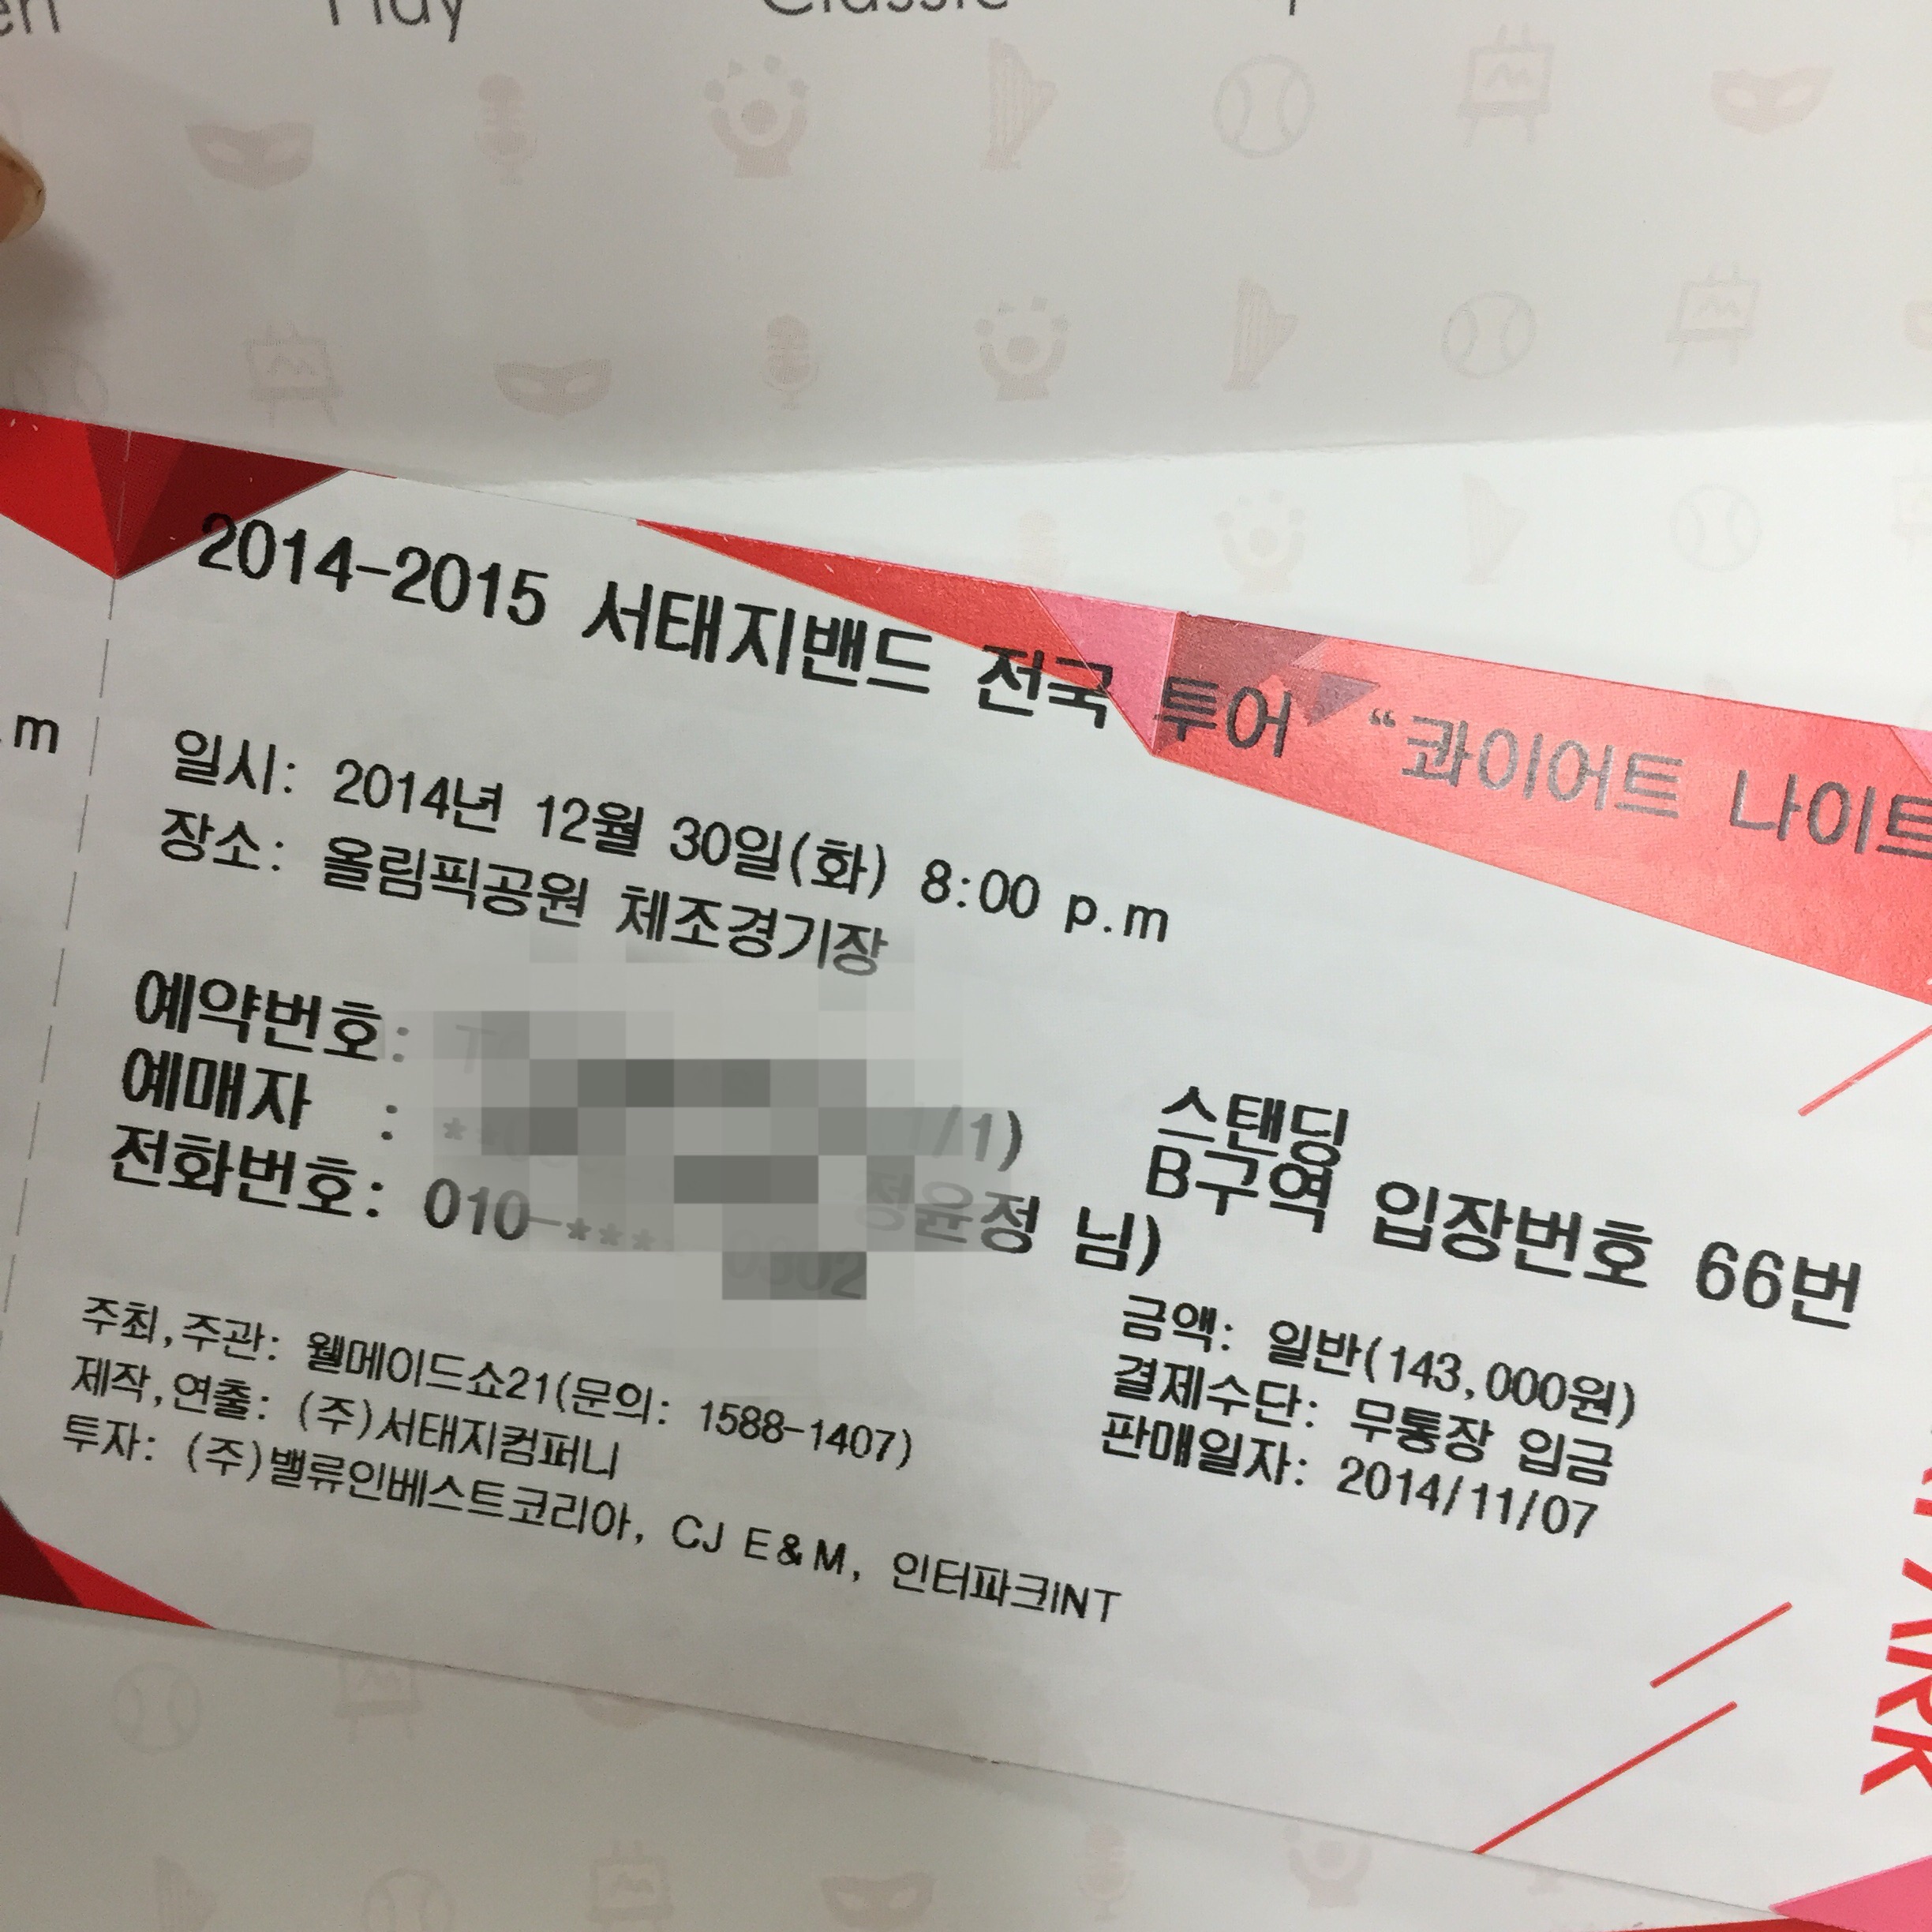 Play
Classic
.m
2014-2015 서태지밴드 전국 투어 “콰이어트 나이트
일시: 2014년 12월 30일(화) 8:00 p.m
장소: 올림픽공원 체조경기장
예약번호:
예매자 : /1)
전화번호: 010-*** 정윤정 님)
스탠딩
B구역 입장번호 66번
금액: 일반(143,000원)
결제수단: 무통장 입금
판매일자: 2014/11/07
주최,주관: 웰메이드쇼21(문의: 1588-1407)
제작,연출: (주)서태지컴퍼니
투자: (주)밸류인베스트코리아, CJ E&M, 인터파크INT